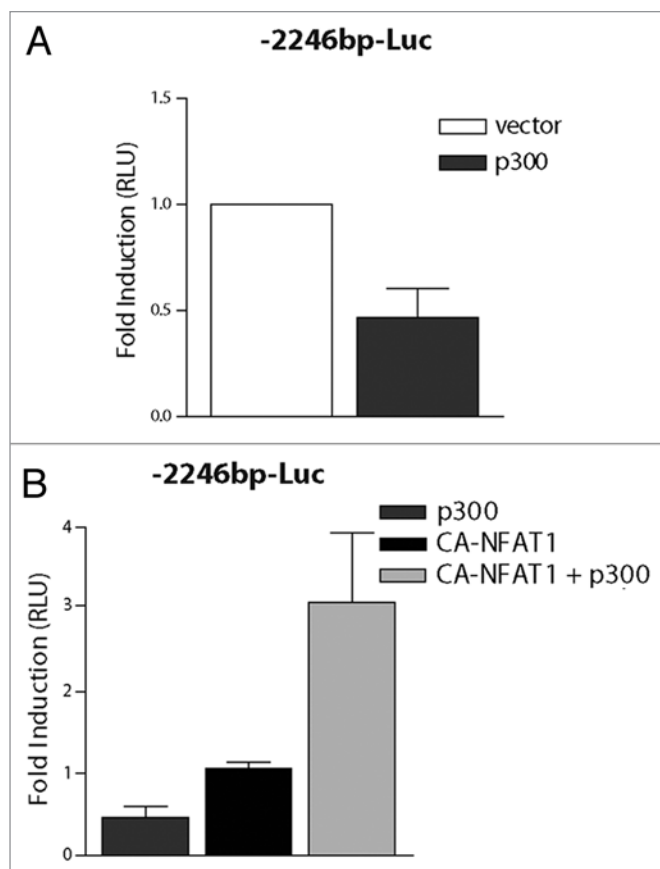 A
-2246bp-Luc
Fold Induction (RLU)
1.5
1.0
0.5
0.0
vector
p300
B
-2246bp-Luc
Fold Induction (RLU)
4
3
2
1
0
p300
CA-NFAT1
CA-NFAT1 + p300